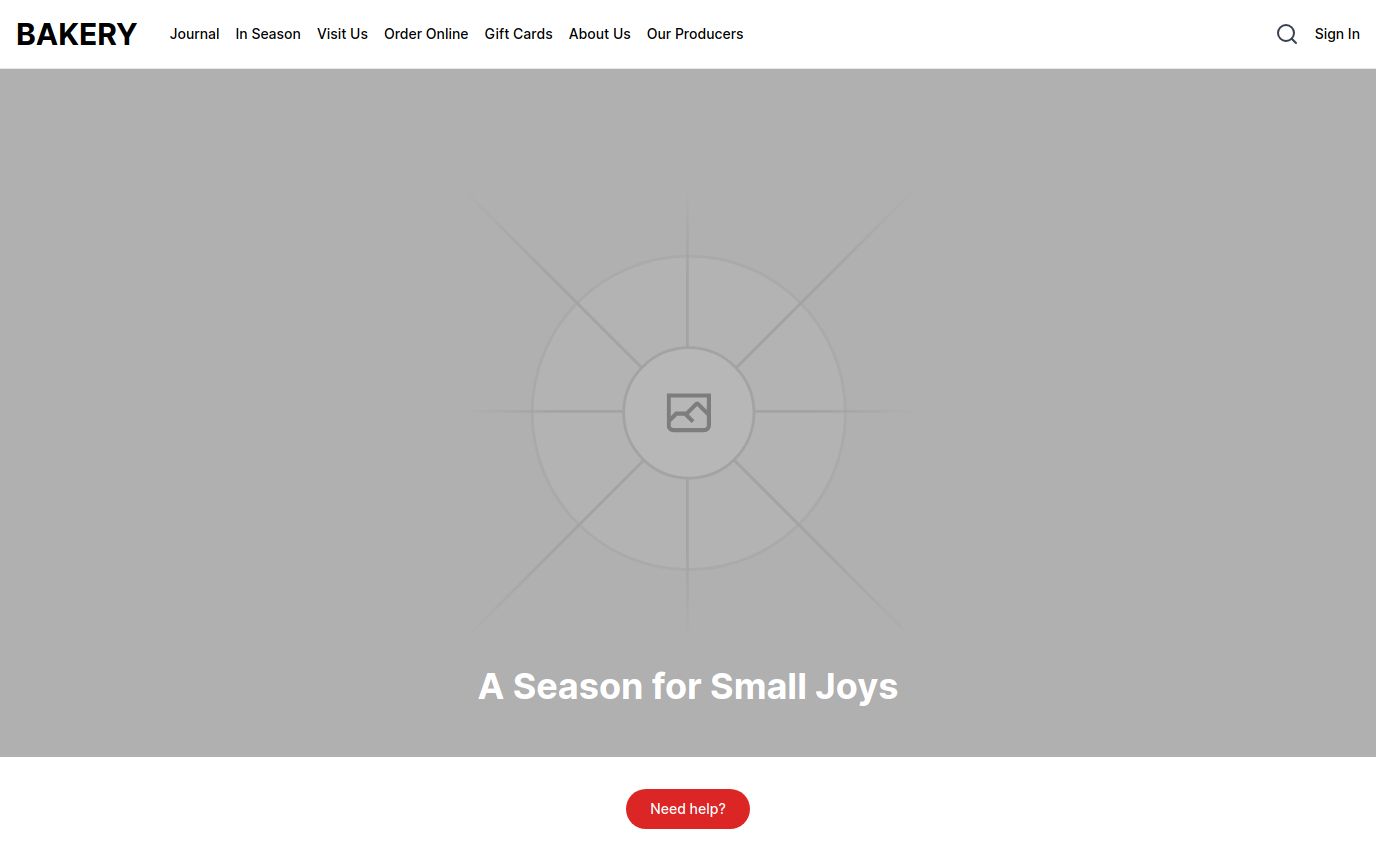 BAKERY Journal In Season Visit Us Order Online Gift Cards About Us Our Producers Sign In
A Season for Small Joys
Need help?